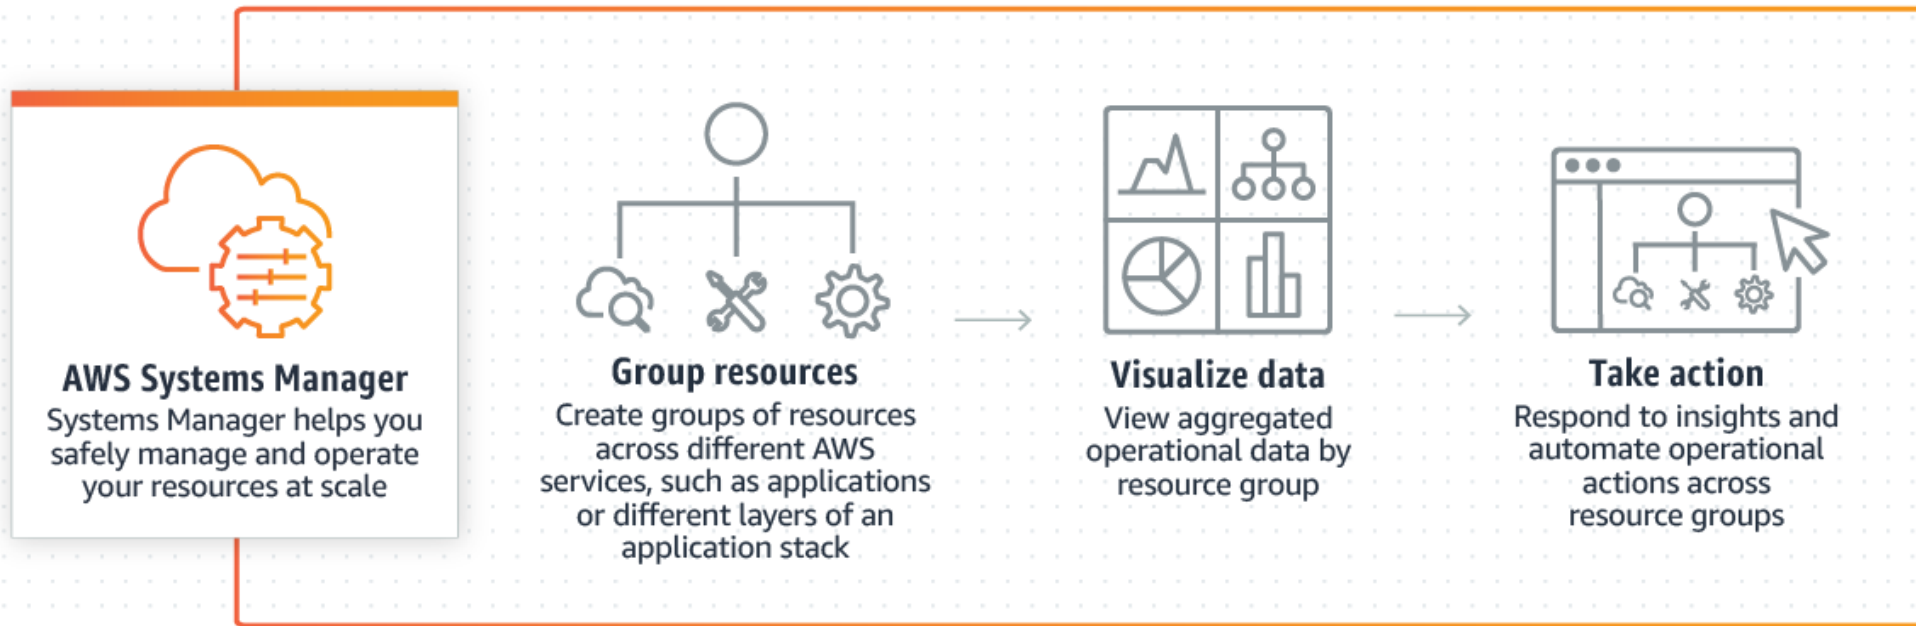 AWS Systems Manager
Systems Manager helps you
safely manage and operate
your resources at scale
Group resources
Create groups of resources
across different AWS
services, such as applications
or different layers of an
application stack
Visualize data
View aggregated
operational data by
resource group
Take action
Respond to insights and
automate operational
actions across
resource groups